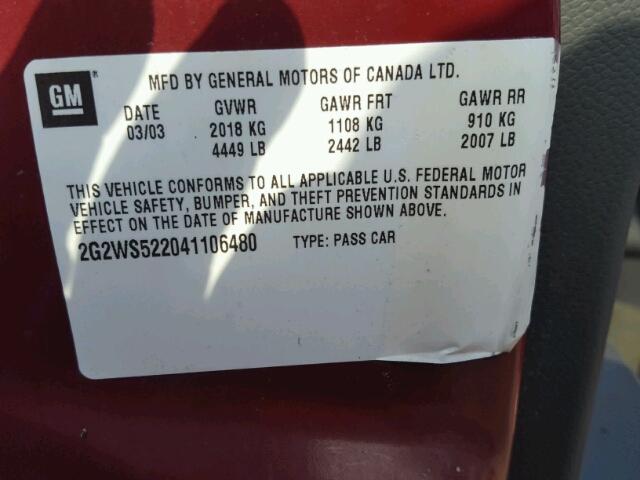 GM ®
MFD BY GENERAL MOTORS OF CANADA LTD.
DATE GVWR GAWR FRT GAWR RR
03/03 2018 KG 1108 KG 910 KG
4449 LB 2442 LB 2007 LB
THIS VEHICLE CONFORMS TO ALL APPLICABLE U.S. FEDERAL MOTOR
VEHICLE SAFETY, BUMPER, AND THEFT PREVENTION STANDARDS IN
EFFECT ON THE DATE OF MANUFACTURE SHOWN ABOVE.
2G2WS522041106480 TYPE: PASS CAR